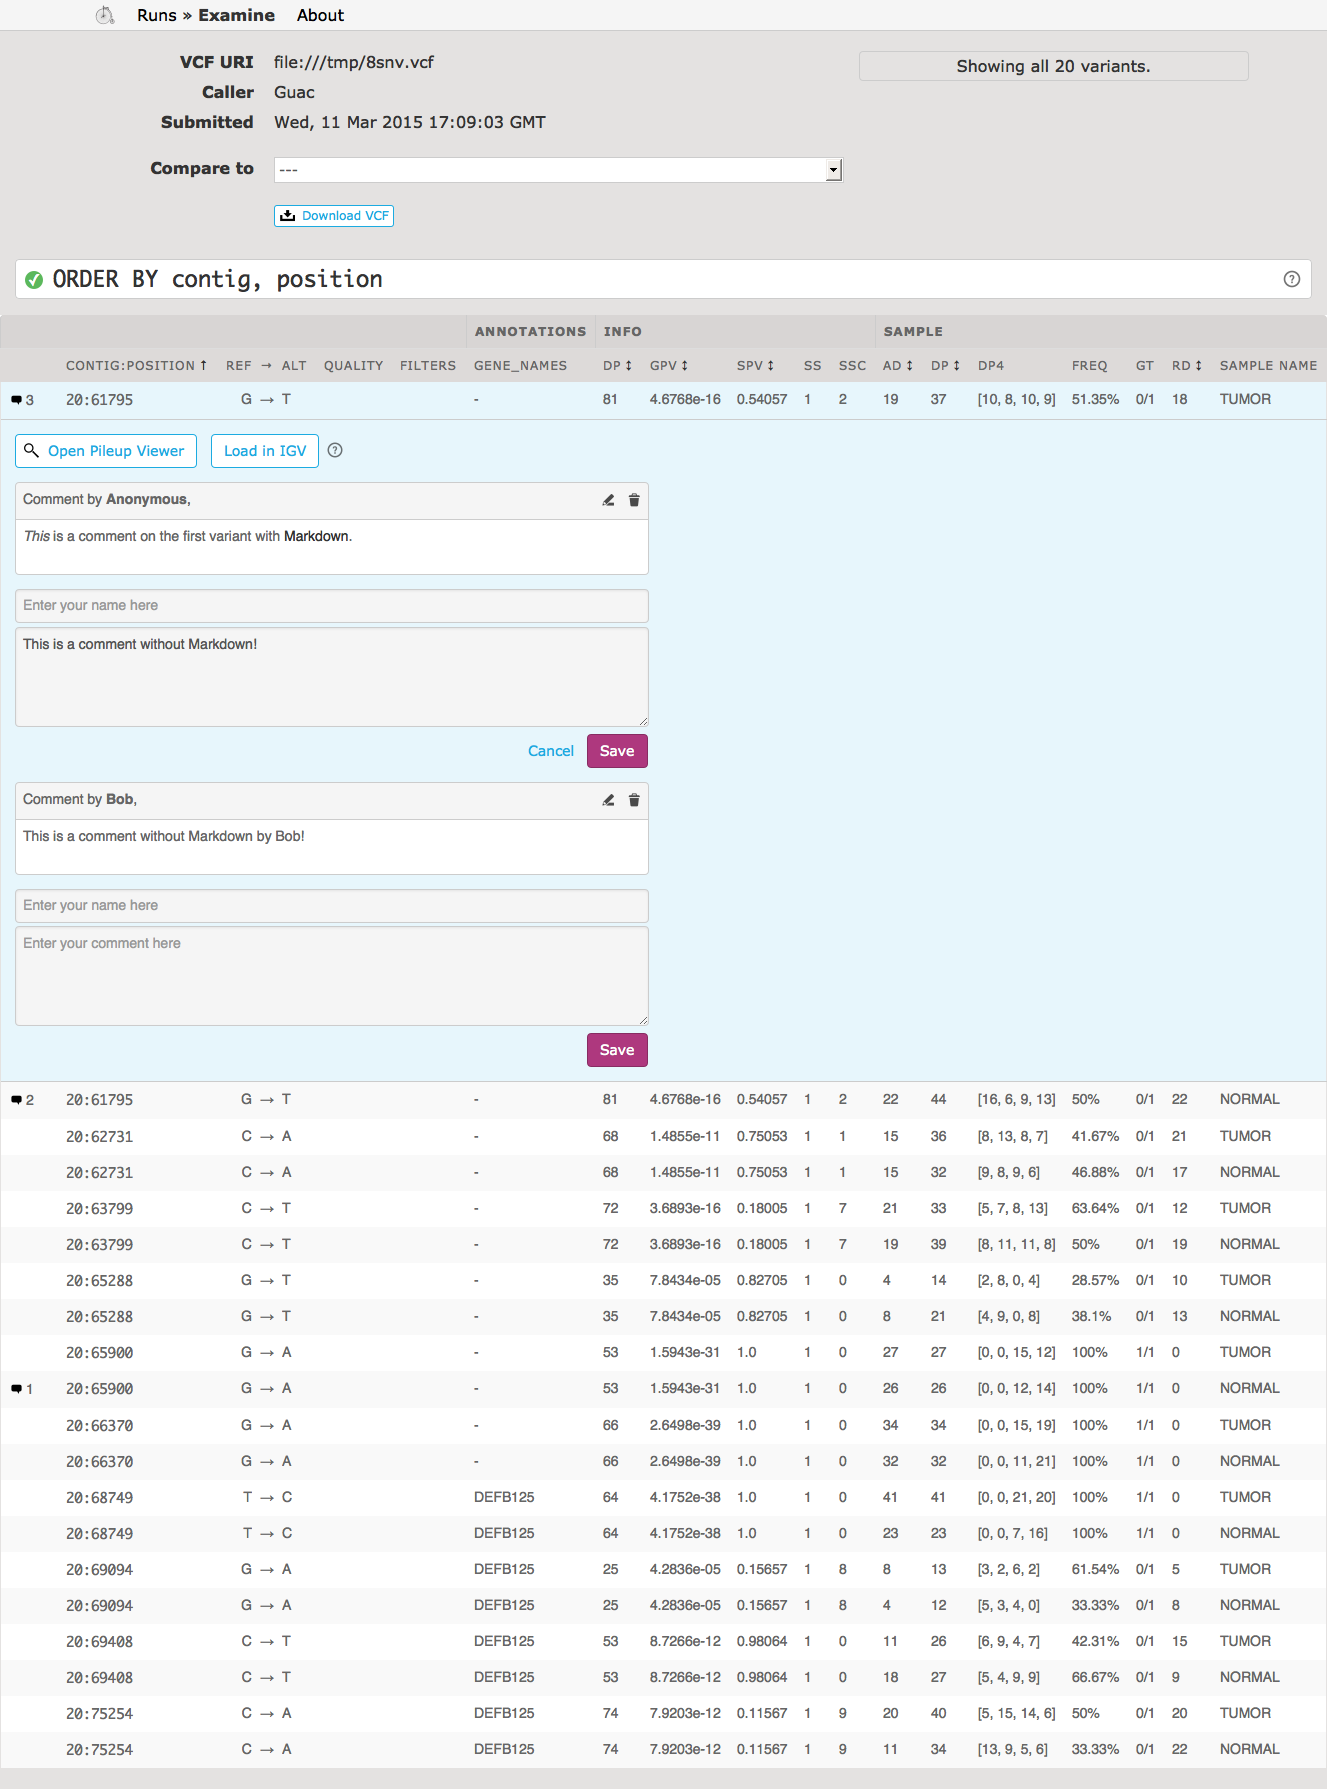 Runs » Examine About
VCF URI file:///tmp/8snv.vcf
Showing all 20 variants.
Caller Guac
Submitted Wed, 11 Mar 2015 17:09:03 GMT
Compare to ---
Download VCF
ORDER BY contig, position
ANNOTATIONS INFO SAMPLE
CONTIG:POSITION ↑ REF → ALT QUALITY FILTERS GENE_NAMES DP ↕ GPV ↕ SPV ↕ SS SSC AD ↕ DP ↕ DP4 FREQ GT RD ↕ SAMPLE NAME
3 20:61795 G → T - 81 4.6768e-16 0.54057 1 2 19 37 [10, 8, 10, 9] 51.35% 0/1 18 TUMOR
Open Pileup Viewer Load in IGV ?
Comment by Anonymous,
This is a comment on the first variant with Markdown.
Enter your name here
This is a comment without Markdown!
Cancel Save
Comment by Bob,
This is a comment without Markdown by Bob!
Enter your name here
Enter your comment here
Save
2 20:61795 G → T - 81 4.6768e-16 0.54057 1 2 22 44 [16, 6, 9, 13] 50% 0/1 22 NORMAL
20:62731 C → A - 68 1.4855e-11 0.75053 1 1 15 36 [8, 13, 8, 7] 41.67% 0/1 21 TUMOR
20:62731 C → A - 68 1.4855e-11 0.75053 1 1 15 32 [9, 8, 9, 6] 46.88% 0/1 17 NORMAL
20:63799 C → T - 72 3.6893e-16 0.18005 1 7 21 33 [5, 7, 8, 13] 63.64% 0/1 12 TUMOR
20:63799 C → T - 72 3.6893e-16 0.18005 1 7 19 39 [8, 11, 11, 8] 50% 0/1 19 NORMAL
20:65288 G → T - 35 7.8434e-05 0.82705 1 0 4 14 [2, 8, 0, 4] 28.57% 0/1 10 TUMOR
20:65288 G → T - 35 7.8434e-05 0.82705 1 0 8 21 [4, 9, 0, 8] 38.1% 0/1 13 NORMAL
20:65900 G → A - 53 1.5943e-31 1.0 1 0 27 27 [0, 0, 15, 12] 100% 1/1 0 TUMOR
1 20:65900 G → A - 53 1.5943e-31 1.0 1 0 26 26 [0, 0, 12, 14] 100% 1/1 0 NORMAL
20:66370 G → A - 66 2.6498e-39 1.0 1 0 34 34 [0, 0, 15, 19] 100% 1/1 0 TUMOR
20:66370 G → A - 66 2.6498e-39 1.0 1 0 32 32 [0, 0, 11, 21] 100% 1/1 0 NORMAL
20:68749 T → C DEFB125 64 4.1752e-38 1.0 1 0 41 41 [0, 0, 21, 20] 100% 1/1 0 TUMOR
20:68749 T → C DEFB125 64 4.1752e-38 1.0 1 0 23 23 [0, 0, 7, 16] 100% 1/1 0 NORMAL
20:69094 G → A DEFB125 25 4.2836e-05 0.15657 1 8 8 13 [3, 2, 6, 2] 61.54% 0/1 5 TUMOR
20:69094 G → A DEFB125 25 4.2836e-05 0.15657 1 8 4 12 [5, 3, 4, 0] 33.33% 0/1 8 NORMAL
20:69408 C → T DEFB125 53 8.7266e-12 0.98064 1 0 11 26 [6, 9, 4, 7] 42.31% 0/1 15 TUMOR
20:69408 C → T DEFB125 53 8.7266e-12 0.98064 1 0 18 27 [5, 4, 9, 9] 66.67% 0/1 9 NORMAL
20:75254 C → A DEFB125 74 7.9203e-12 0.11567 1 9 20 40 [5, 15, 14, 6] 50% 0/1 20 TUMOR
20:75254 C → A DEFB125 74 7.9203e-12 0.11567 1 9 11 34 [13, 9, 5, 6] 33.33% 0/1 22 NORMAL